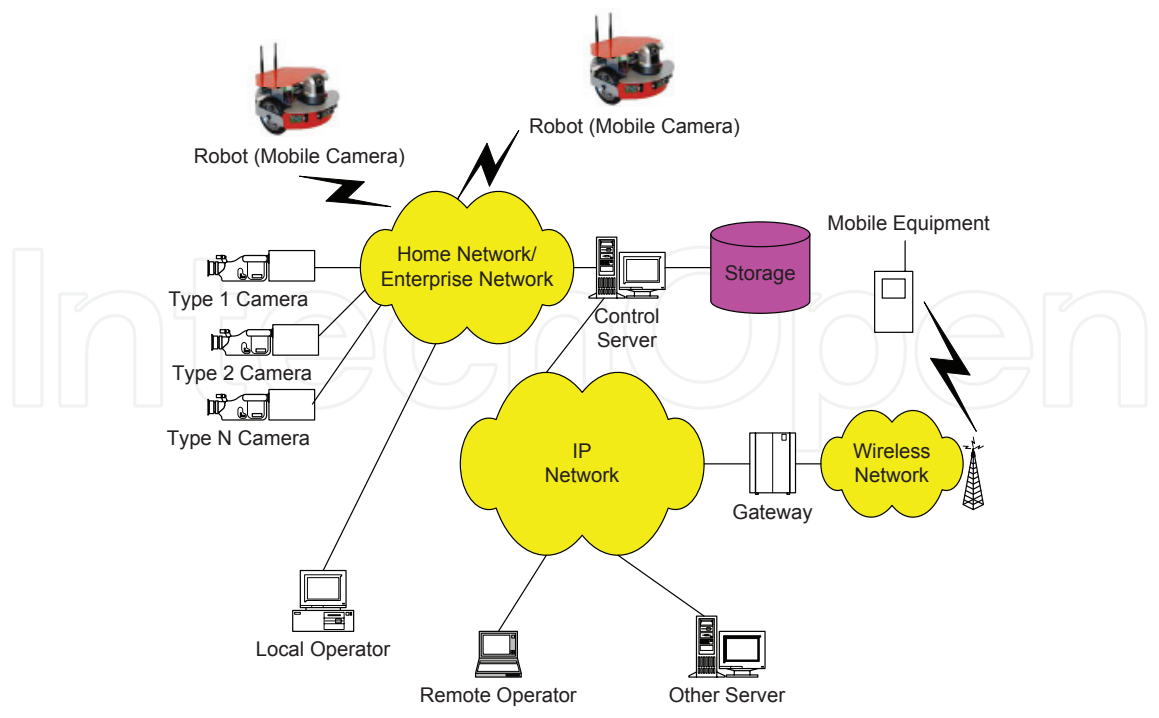 Robot (Mobile Camera)
Robot (Mobile Camera)
Mobile Equipment
Home Network/
Enterprise Network
Storage
Type 1 Camera
Control
Server
Type 2 Camera
Type N Camera
IP
Network
Wireless
Network
Gateway
Local Operator
Remote Operator
Other Server
IntechOpen